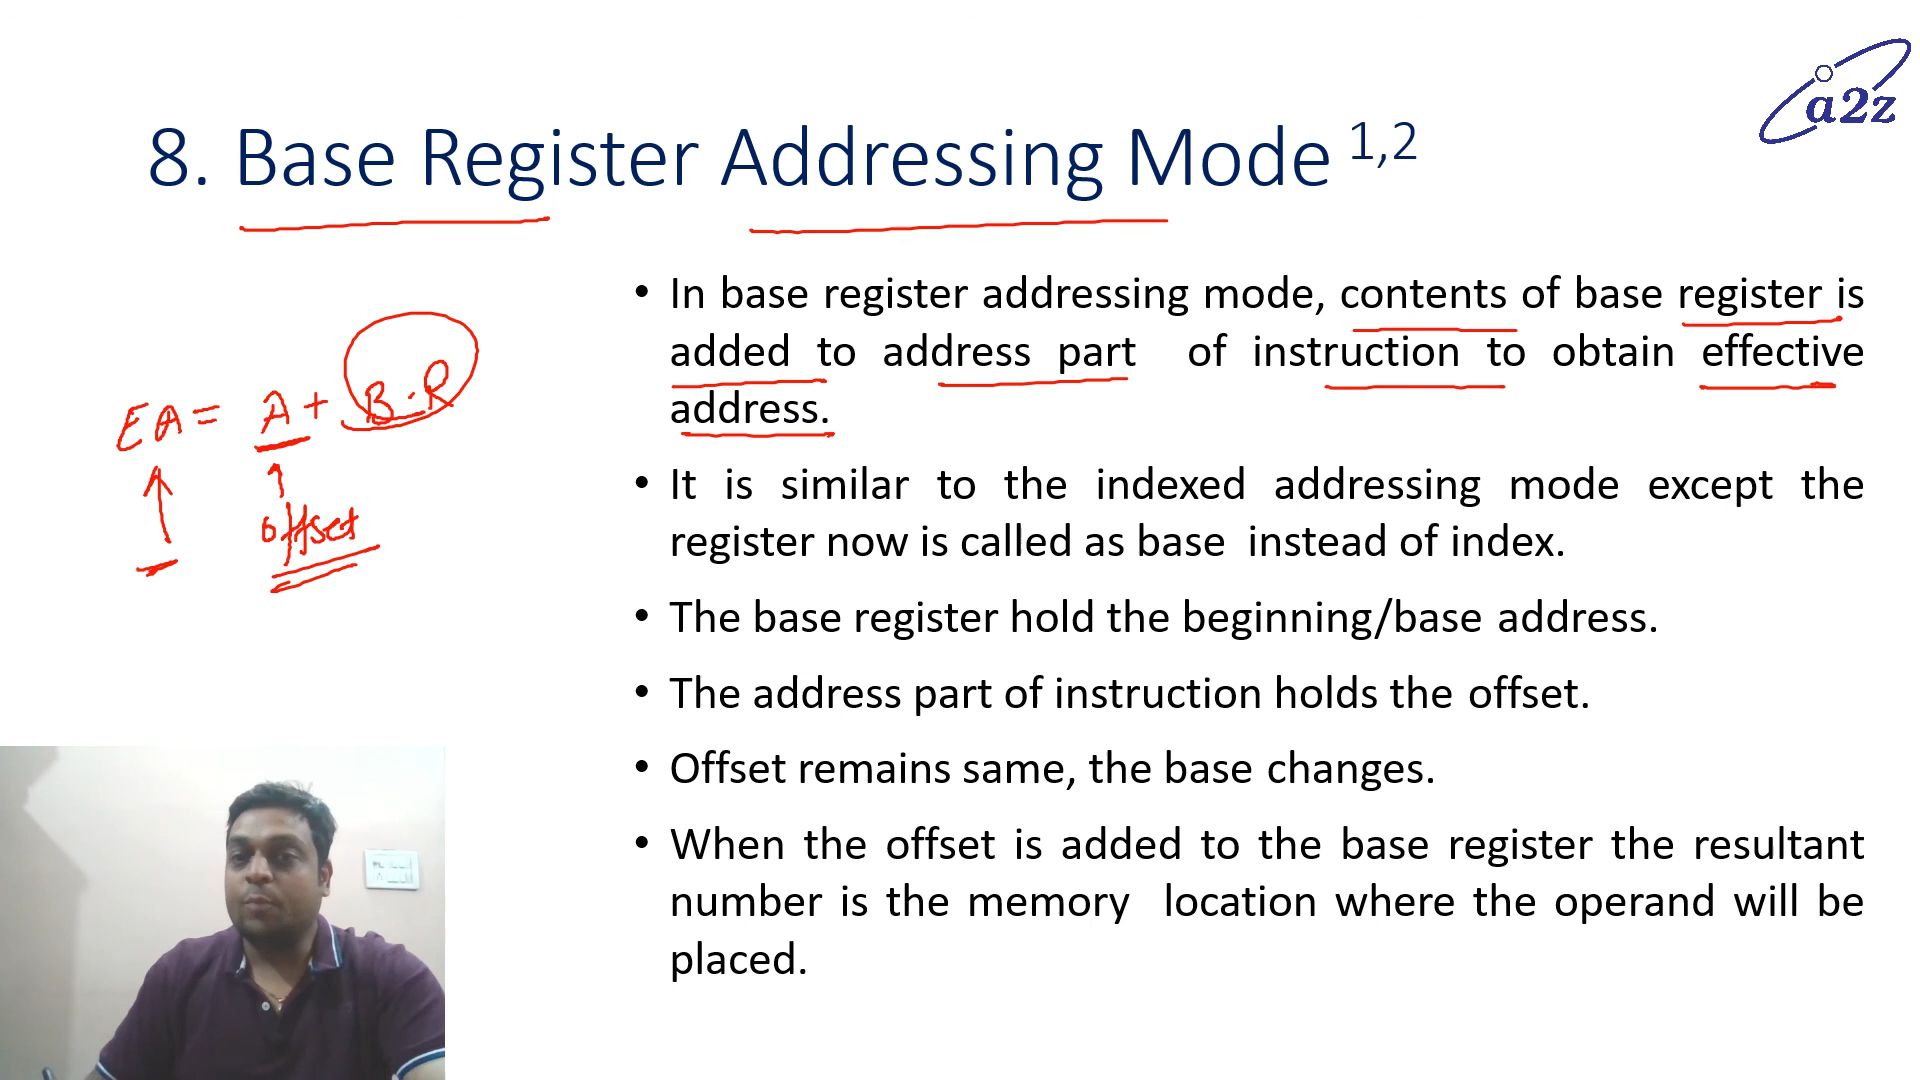 a2z
8. Base Register Addressing Mode 1,2
• In base register addressing mode, contents of base register is
added to address part of instruction to obtain effective
address.
• It is similar to the indexed addressing mode except the
register now is called as base instead of index.
• The base register hold the beginning/base address.
• The address part of instruction holds the offset.
• Offset remains same, the base changes.
• When the offset is added to the base register the resultant
number is the memory location where the operand will be
placed.
EA = A + B.R
offset